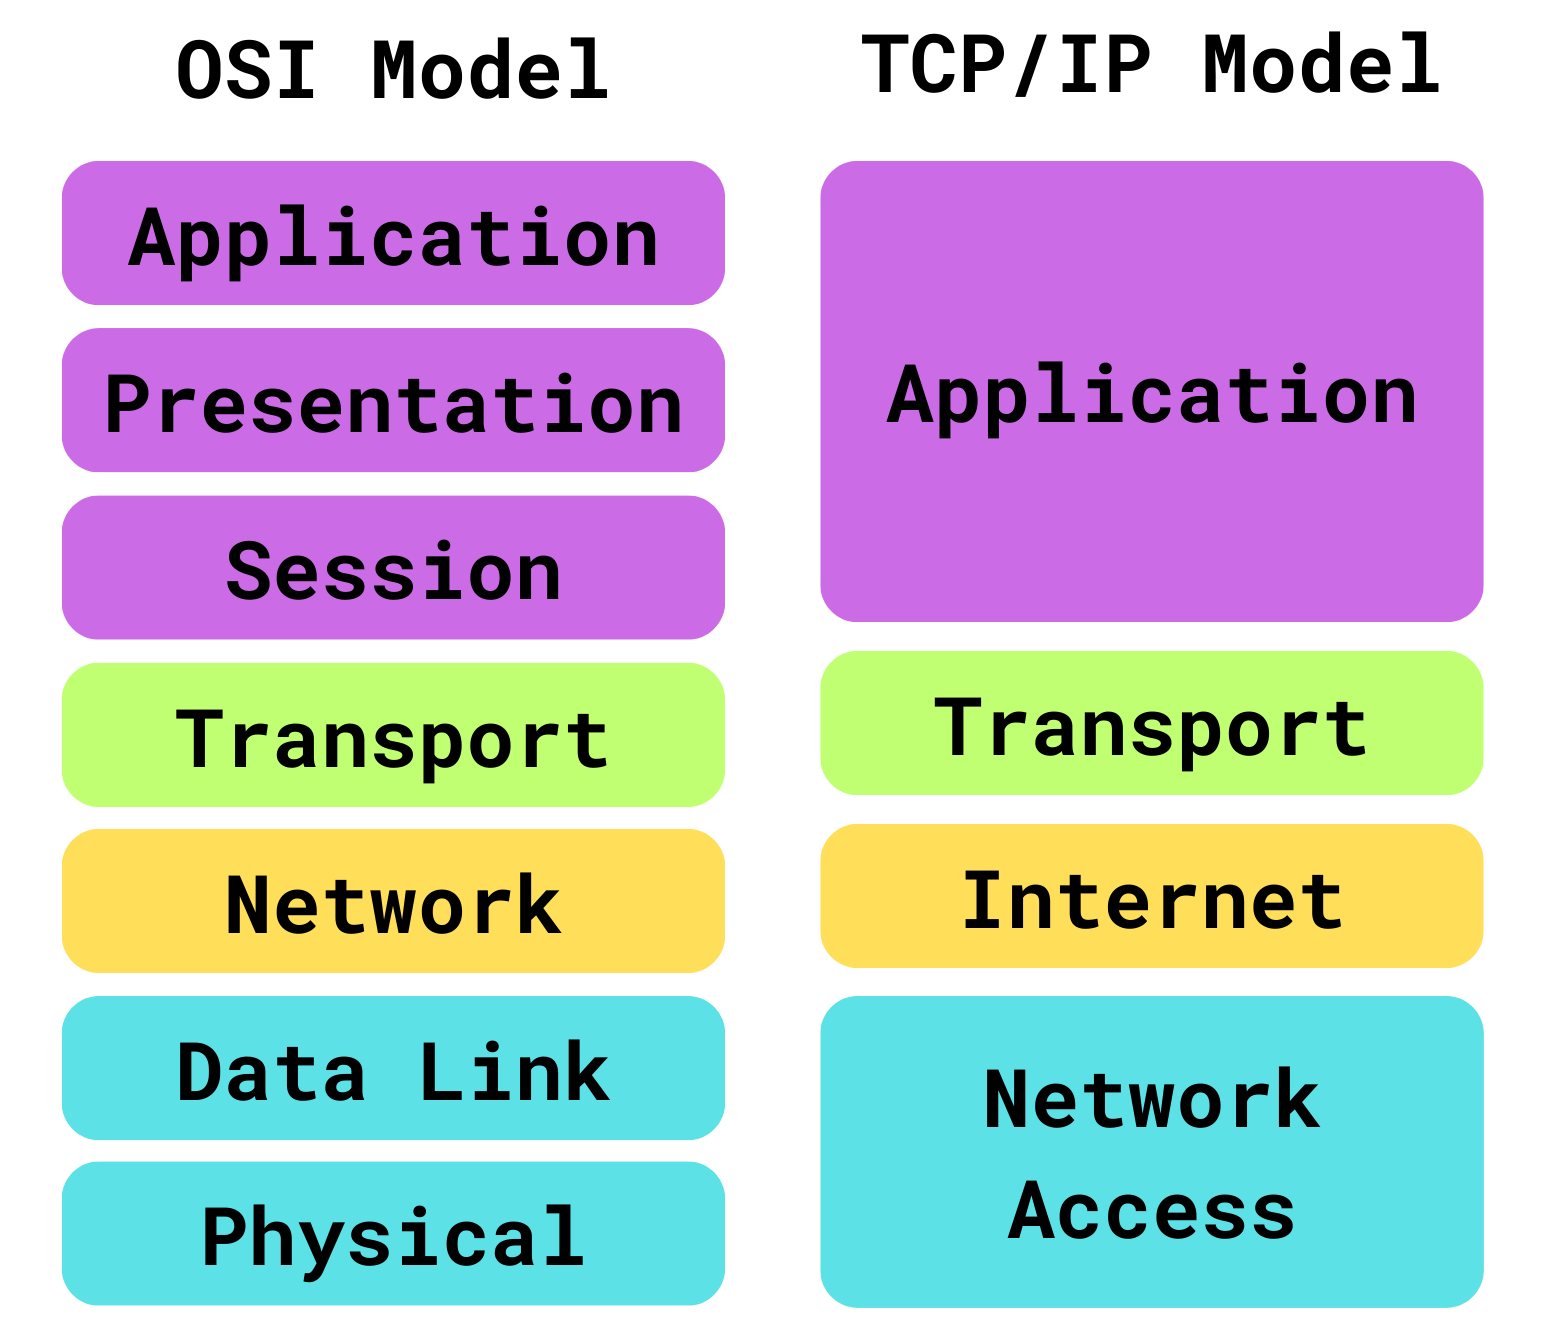 OSI Model
Application
Presentation
Session
Transport
Network
Data Link
Physical
TCP/IP Model
Application
Transport
Internet
Network
Access